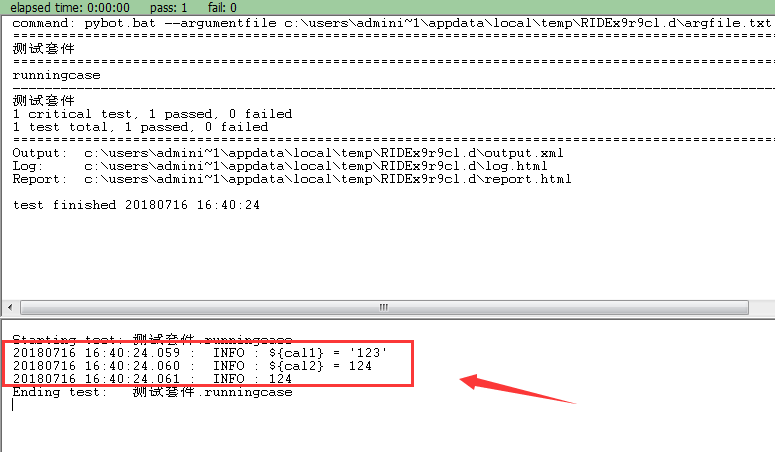 elapsed time: 0:00:00 pass: 1 fail: 0
command: pybot.bat --argumentfile c:\users\admini~1\appdata\local\temp\RIDEx9r9cl.d\argfile.txt
==============================================================================
测试套件
==============================================================================
runningcase
------------------------------------------------------------------------------
测试套件
1 critical test, 1 passed, 0 failed
1 test total, 1 passed, 0 failed
==============================================================================
Output: c:\users\admini~1\appdata\local\temp\RIDEx9r9cl.d\output.xml
Log: c:\users\admini~1\appdata\local\temp\RIDEx9r9cl.d\log.html
Report: c:\users\admini~1\appdata\local\temp\RIDEx9r9cl.d\report.html
test finished 20180716 16:40:24
Starting test: 测试套件.runningcase
20180716 16:40:24.059 : INFO : ${cal1} = '123'
20180716 16:40:24.060 : INFO : ${cal2} = 124
20180716 16:40:24.061 : INFO : 124
Ending test: 测试套件.runningcase